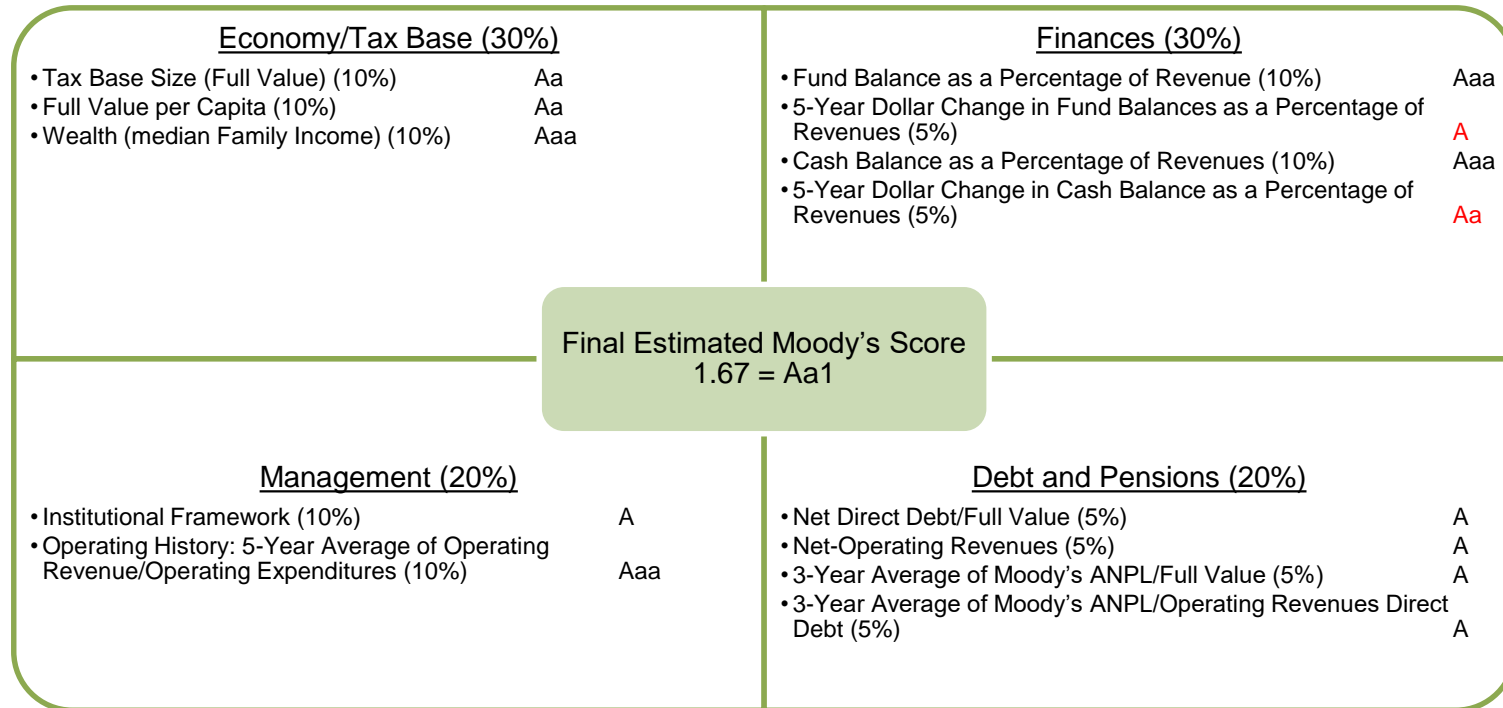 Economy/Tax Base (30%)
• Tax Base Size (Full Value) (10%) Aa
• Full Value per Capita (10%) Aa
• Wealth (median Family Income) (10%) Aaa
Finances (30%)
• Fund Balance as a Percentage of Revenue (10%) Aaa
• 5-Year Dollar Change in Fund Balances as a Percentage of
Revenues (5%) A
• Cash Balance as a Percentage of Revenues (10%) Aaa
• 5-Year Dollar Change in Cash Balance as a Percentage of
Revenues (5%) Aa
Final Estimated Moody's Score
1.67 = Aa1
Management (20%)
• Institutional Framework (10%) A
• Operating History: 5-Year Average of Operating
Revenue/Operating Expenditures (10%) Aaa
Debt and Pensions (20%)
• Net Direct Debt/Full Value (5%) A
• Net-Operating Revenues (5%) A
• 3-Year Average of Moody's ANPL/Full Value (5%) A
• 3-Year Average of Moody's ANPL/Operating Revenues Direct
Debt (5%) A